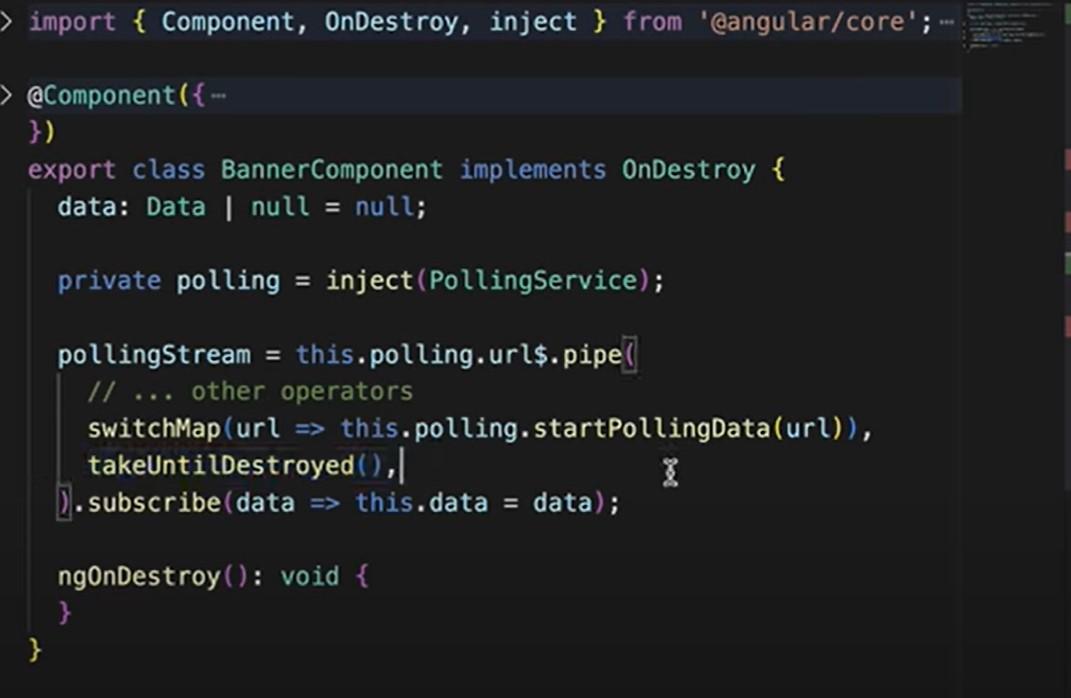 import { Component, OnDestroy, inject } from '@angular/core';
@Component({
})
export class BannerComponent implements OnDestroy {
data: Data | null = null;
private polling = inject(PollingService);
pollingStream = this.polling.url$.pipe(
// ... other operators
switchMap(url => this.polling.startPollingData(url)),
takeUntilDestroyed(),
).subscribe(data => this.data = data);
ngOnDestroy(): void {
}
}